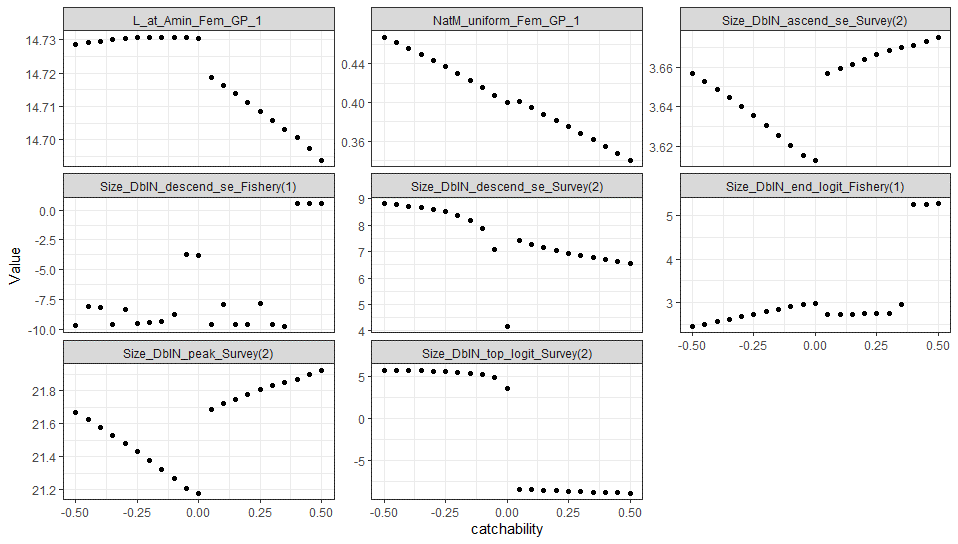 L_at_Amin_Fem_GP_1
NatM_uniform_Fem_GP_1
Size_DblN_ascend_se_Survey(2)
14.73
14.72
14.71
14.70
0.44
0.40
0.36
3.66
3.64
3.62
Size_DblN_descend_se_Fishery(1)
Size_DblN_descend_se_Survey(2)
Size_DblN_end_logit_Fishery(1)
0.0
-2.5
-5.0
-7.5
-10.0
9
8
7
6
5
4
5
4
3
-0.50 -0.25 0.00 0.25 0.50
Size_DblN_peak_Survey(2)
Size_DblN_top_logit_Survey(2)
21.8
21.6
21.4
21.2
5
0
-5
-0.50 -0.25 0.00 0.25 0.50
-0.50 -0.25 0.00 0.25 0.50
Value
catchability